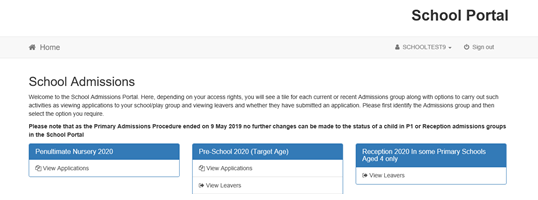 School Portal
Home
SCHOOLTEST9
Sign out
School Admissions
Welcome to the School Admissions Portal. Here, depending on your access rights, you will see a tile for each current or recent Admissions group along with options to carry out such
activities as viewing applications to your school/play group and viewing leavers and whether they have submitted an application. Please first identify the Admissions group and then
select the option you require.
Please note that as the Primary Admissions Procedure ended on 9 May 2019 no further changes can be made to the status of a child in P1 or Reception admissions groups
in the School Portal
Penultimate Nursery 2020
View Applications
Pre-School 2020 (Target Age)
View Applications
View Leavers
Reception 2020 In some Primary Schools
Aged 4 only
View Leavers